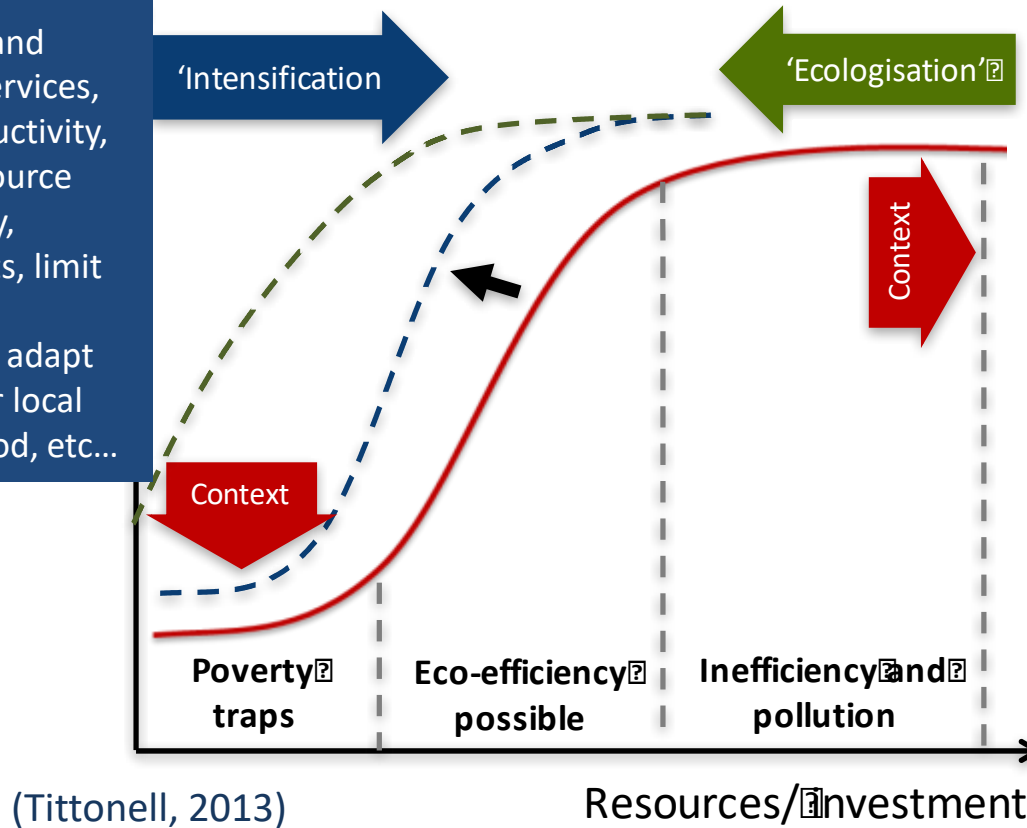 and
ervices,
uctivity,
ource
y,
s, limit
adapt
r local
od, etc…
'Intensification
'Ecologisation'
Context
Context
Poverty
traps
Eco-efficiency
possible
Inefficiency and
pollution
(Tittonell, 2013)
Resources/Investment